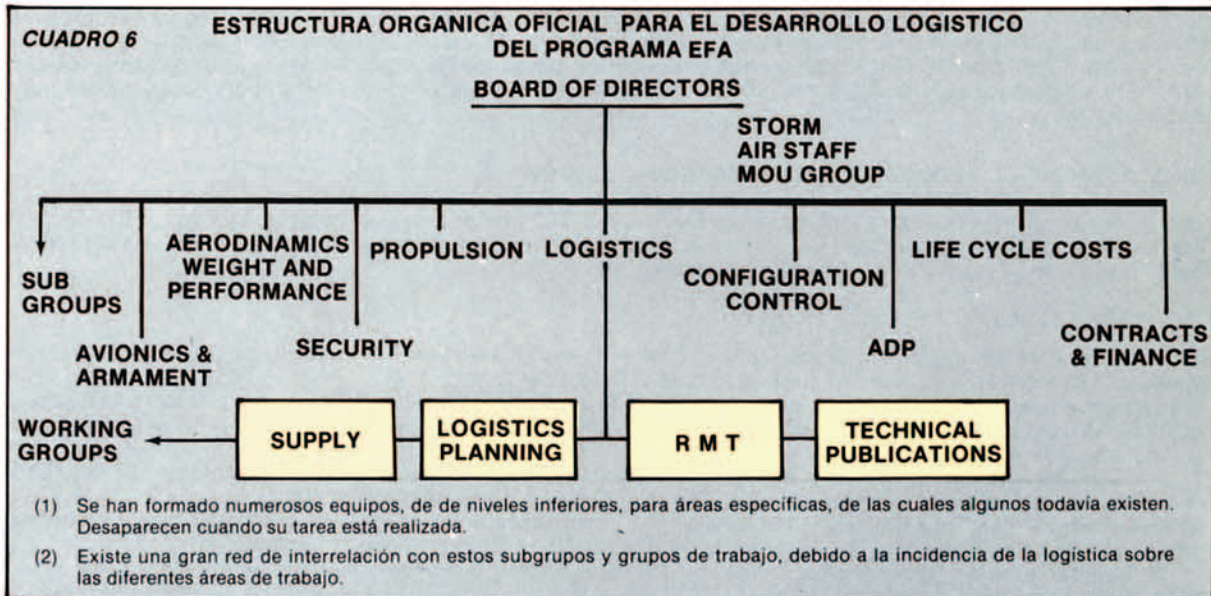 CUADRO 6
ESTRUCTURA ORGANICA OFICIAL PARA EL DESARROLLO LOGISTICO
DEL PROGRAMA EFA
BOARD OF DIRECTORS
STORM
AIR STAFF
MOU GROUP
SUB
GROUPS
AVIONICS &
ARMAMENT
AERODINAMICS
WEIGHT AND
PERFORMANCE
SECURITY
PROPULSION
LOGISTICS
CONFIGURATION
CONTROL
ADP
LIFE CYCLE COSTS
CONTRACTS
& FINANCE
WORKING
GROUPS
SUPPLY
LOGISTICS
PLANNING
R M T
TECHNICAL
PUBLICATIONS
(1) Se han formado numerosos equipos, de de niveles inferiores, para áreas específicas, de las cuales algunos todavía existen.
Desaparecen cuando su tarea está realizada.
(2) Existe una gran red de interrelación con estos subgrupos y grupos de trabajo, debido a la incidencia de la logística sobre
las diferentes áreas de trabajo.